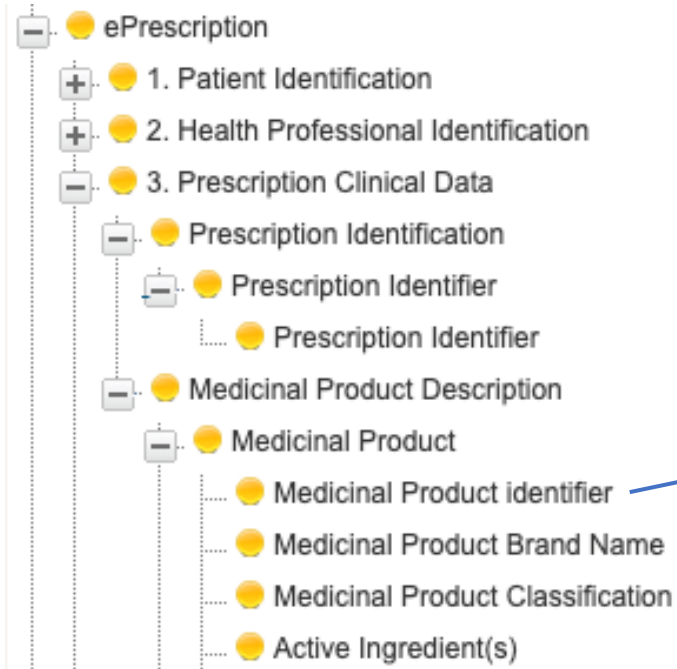 ePrescription
1. Patient Identification
2. Health Professional Identification
3. Prescription Clinical Data
Prescription Identification
Prescription Identifier
Prescription Identifier
Medicinal Product Description
Medicinal Product
Medicinal Product identifier
Medicinal Product Brand Name
Medicinal Product Classification
Active Ingredient(s)